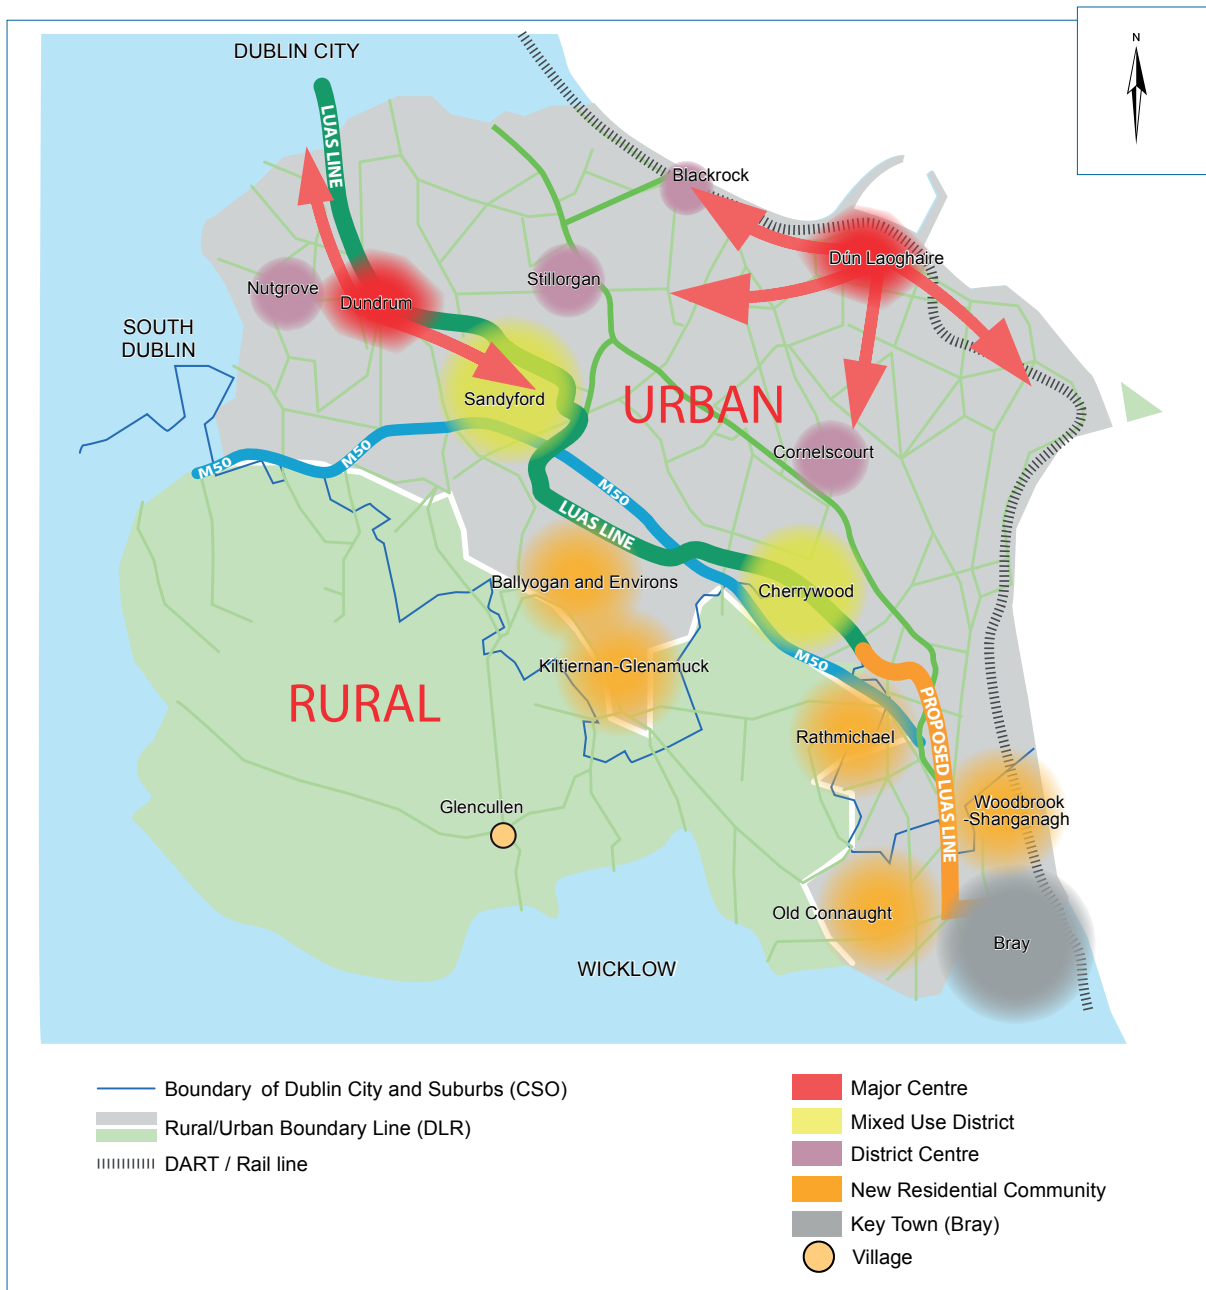 N
DUBLIN CITY
LUAS LINE
Blackrock
Dún Laoghaire
Stillorgan
Nutgrove
Dundrum
SOUTH
DUBLIN
Sandyford
URBAN
Cornelscourt
M50
M50
M50
LUAS LINE
Ballyogan and Environs
Cherrywood
Kiltiernan-Glenamuck
M50
RURAL
Rathmichael
PROPOSED LUAS LINE
Glencullen
Woodbrook
-Shanganagh
Old Connaught
Bray
WICKLOW
Boundary of Dublin City and Suburbs (CSO)
Rural/Urban Boundary Line (DLR)
DART / Rail line
Major Centre
Mixed Use District
District Centre
New Residential Community
Key Town (Bray)
Village